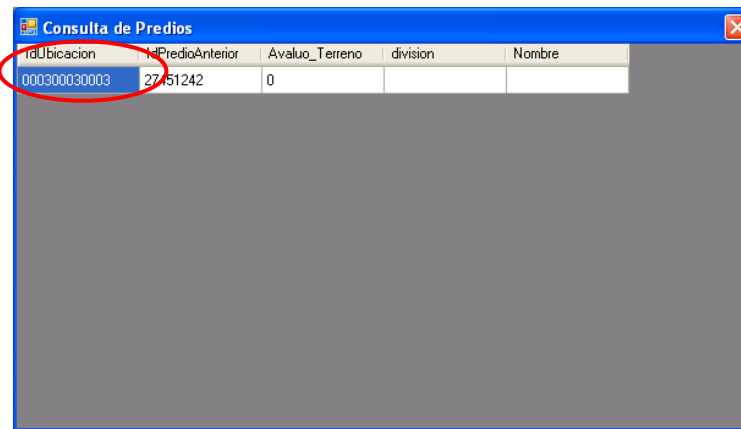 Consulta de Predios
IdUbicacion IdPredioAnterior Avaluo_Terreno division Nombre
000300030003 27451242 0